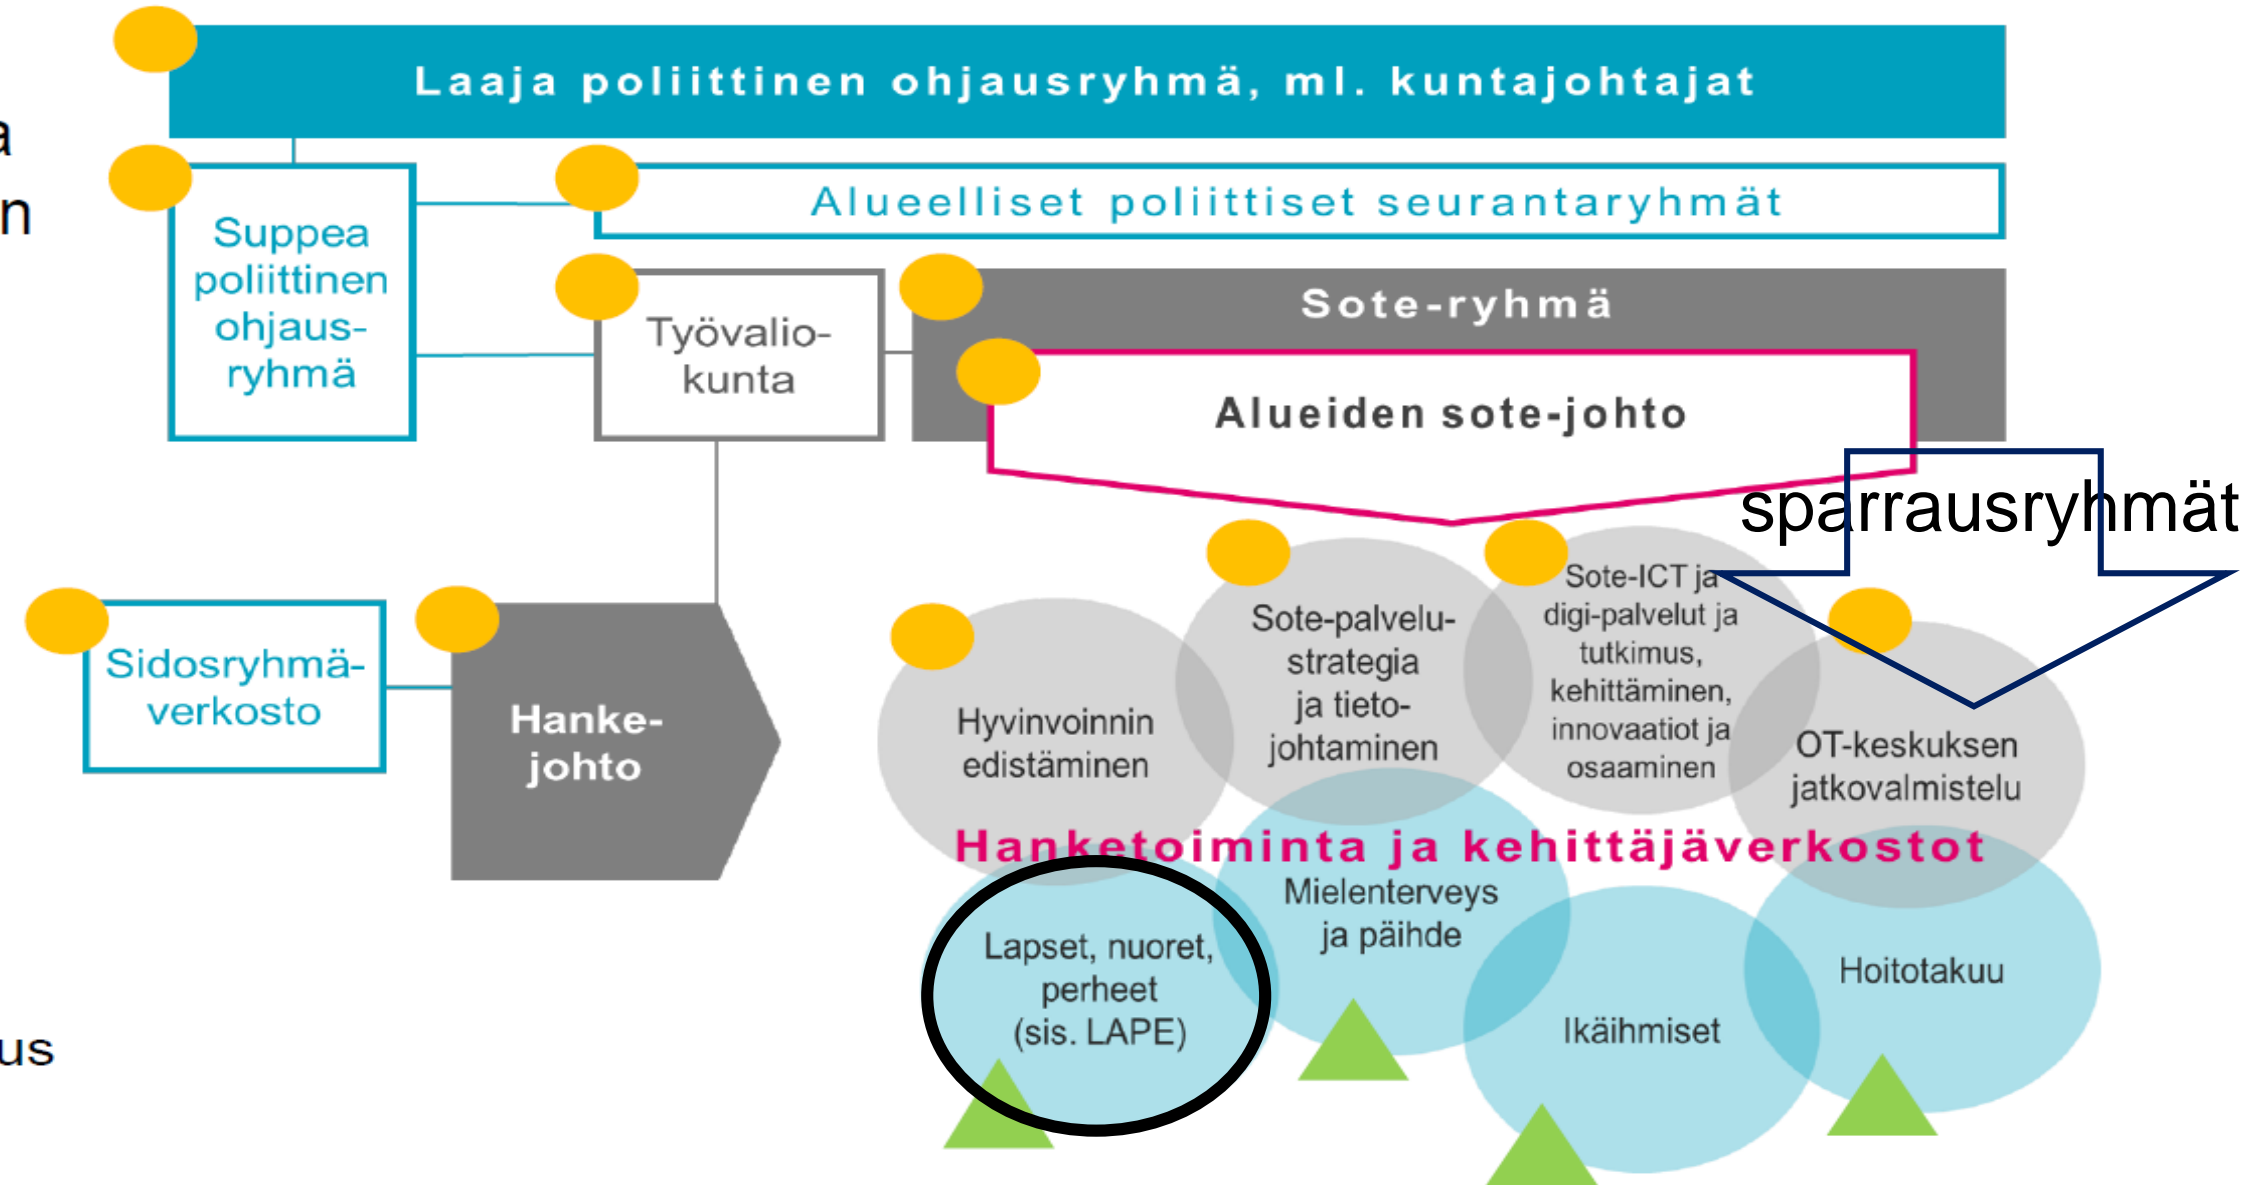 Laaja poliittinen ohjausryhmä, ml. kuntajohtajat
a
n
Suppea
poliittinen
ohjaus-
ryhmä
Alueelliset poliittiset seurantaryhmät
Työvalio-
kunta
Sote-ryhmä
Alueiden sote-johto
sparrausryhmät
Sidosryhmä-
verkosto
Hanke-
johto
Hyvinvoinnin
edistäminen
Sote-palvelu-
strategia
ja tieto-
johtaminen
Sote-ICT ja
digi-palvelut ja
tutkimus,
kehittäminen,
innovaatiot ja
osaaminen
OT-keskuksen
jatkovalmistelu
Hanketoiminta ja kehittäjäverkostot
Lapset, nuoret,
perheet
(sis. LAPE)
Mielenterveys
ja päihde
Ikäihmiset
Hoitotakuu
us